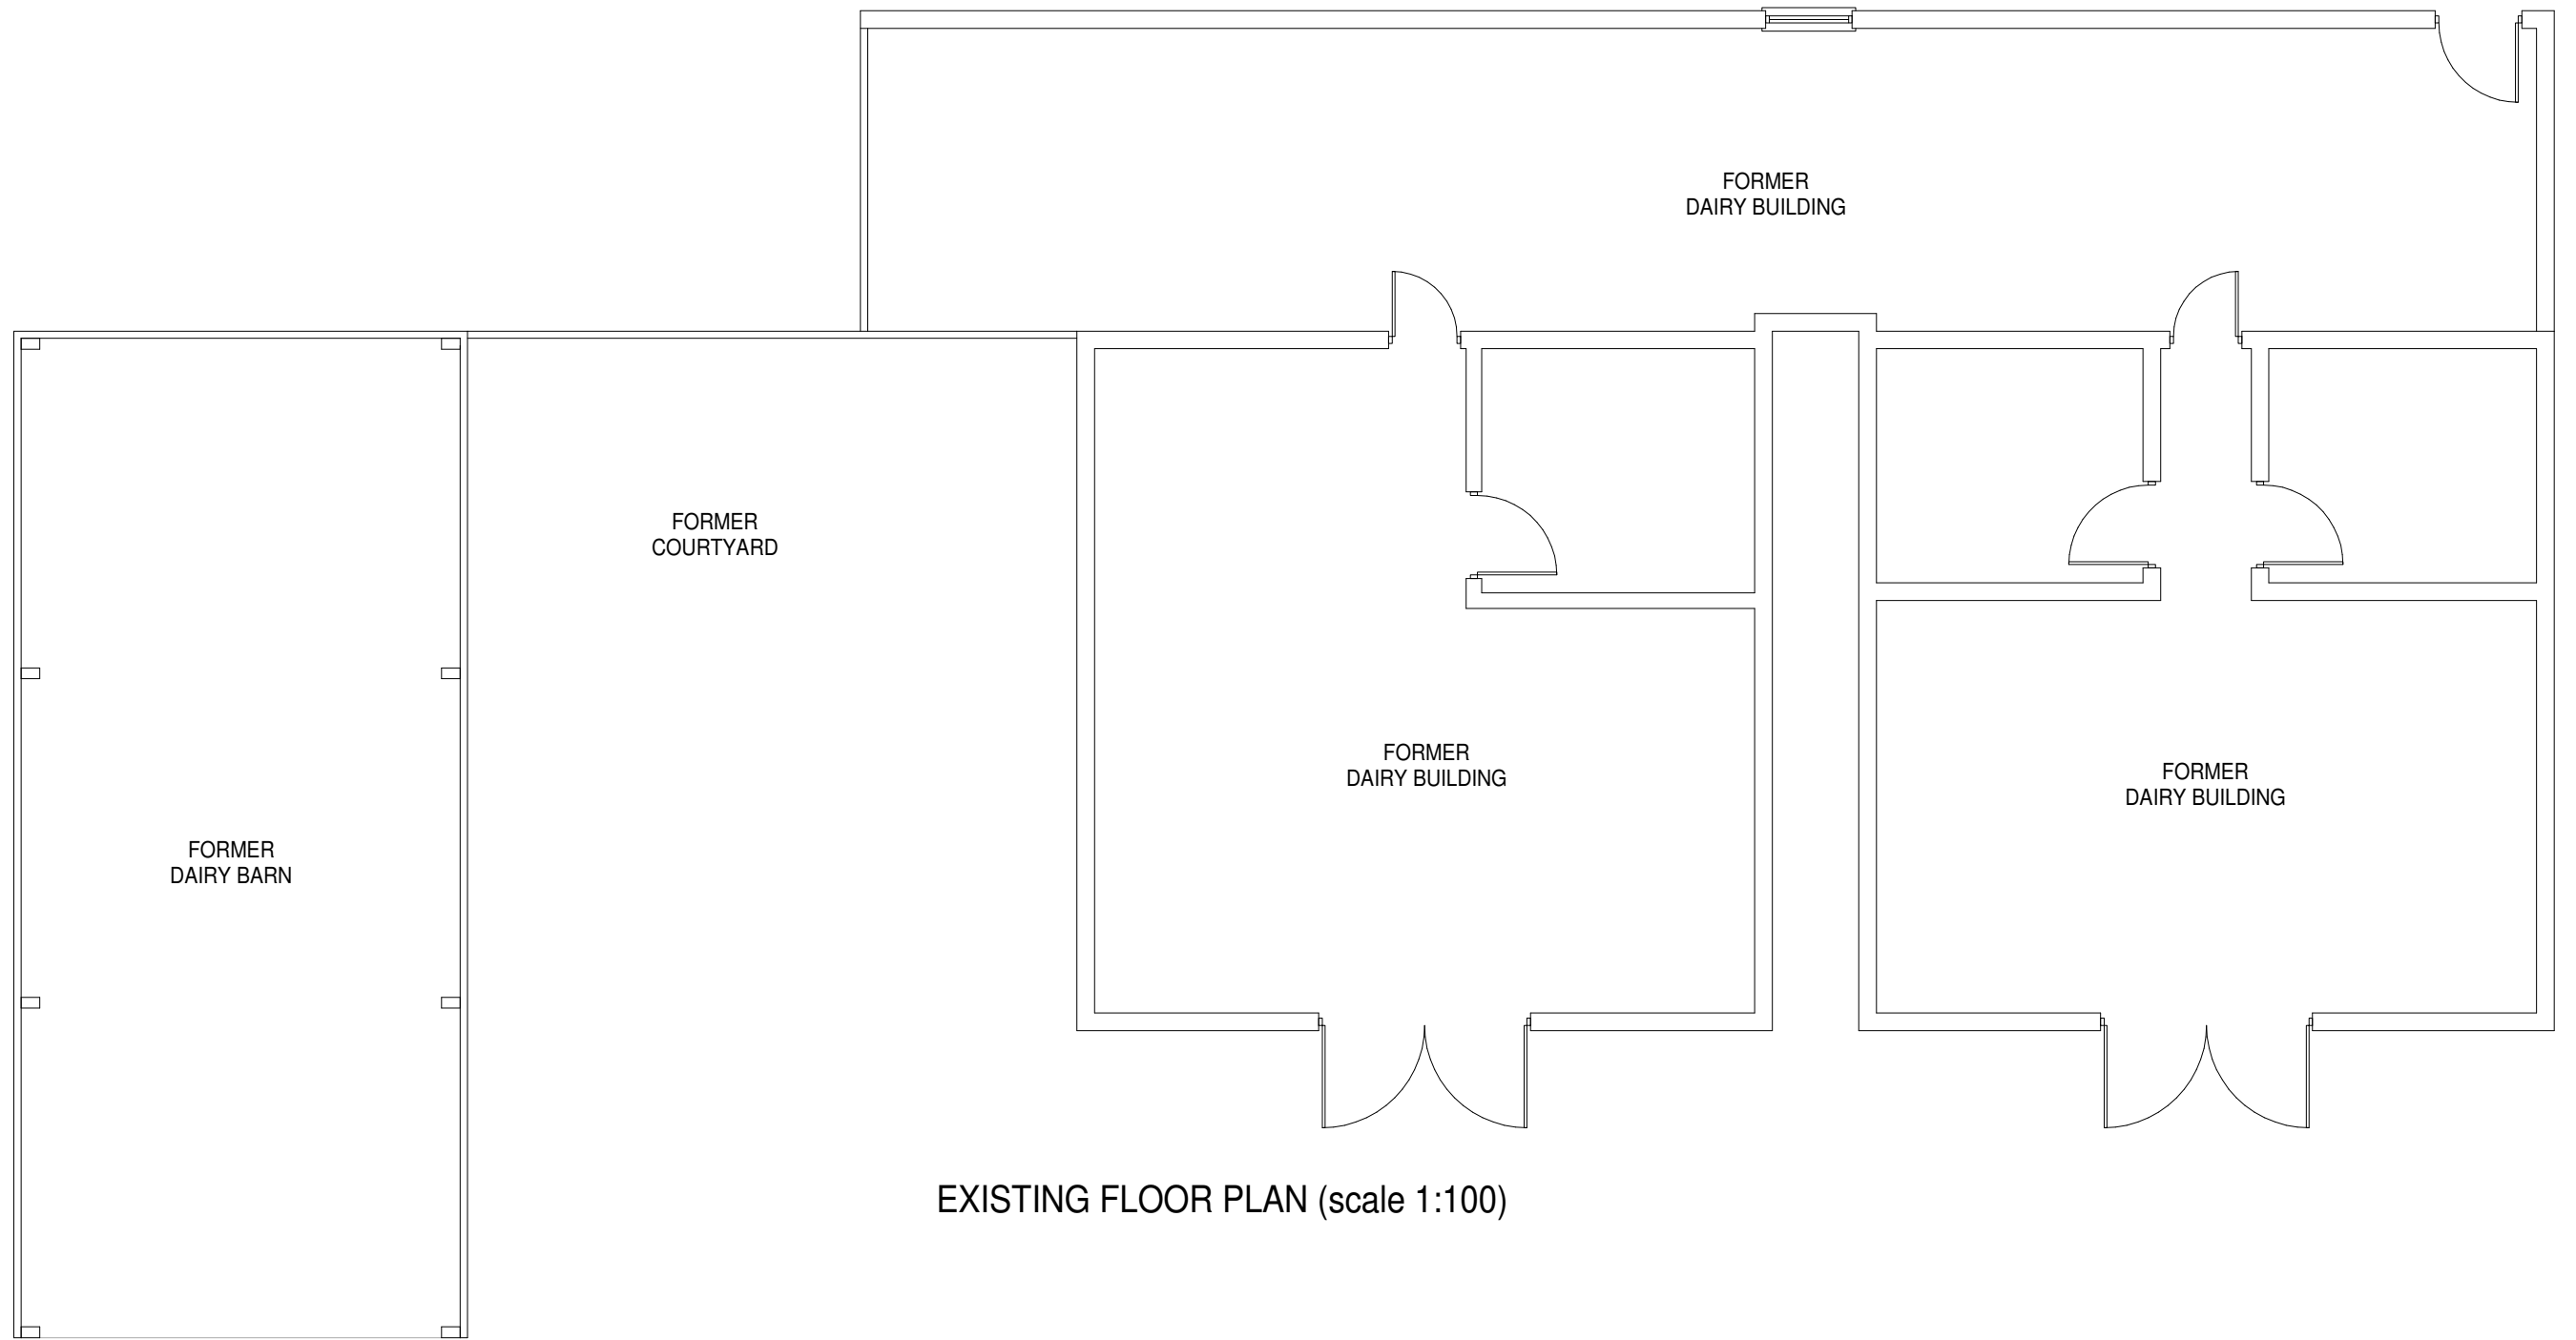 FORMER
DAIRY BUILDING
FORMER
COURTYARD
FORMER
DAIRY BUILDING
FORMER
DAIRY BUILDING
FORMER
DAIRY BARN
EXISTING FLOOR PLAN (scale 1:100)